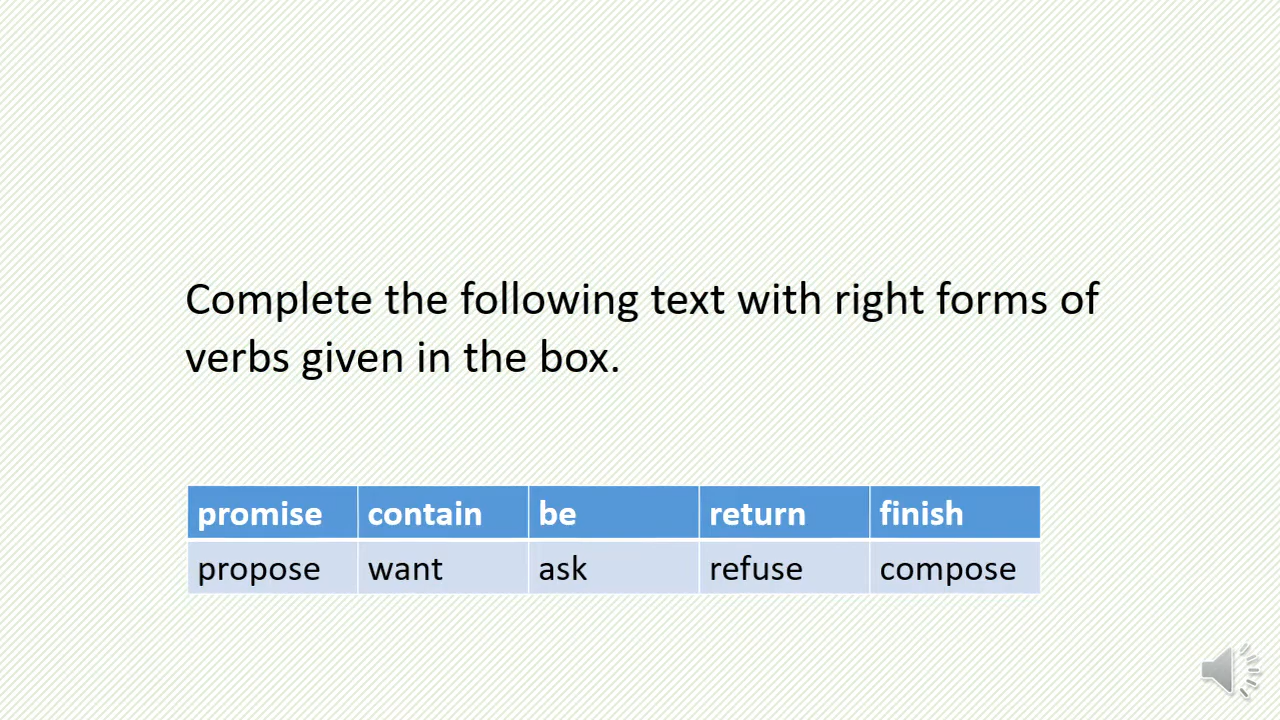 Complete the following text with right forms of
verbs given in the box.
promise contain be return finish
propose want ask refuse compose